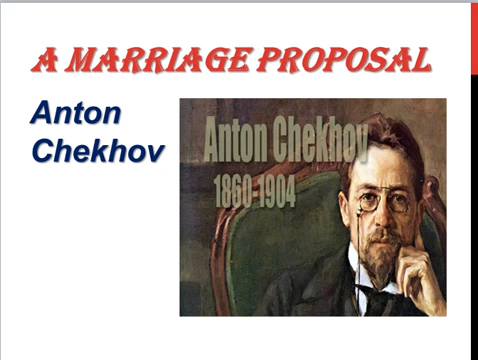 A MARRIAGE PROPOSAL
Anton
Chekhov
Anton Chekhov
1860-1904